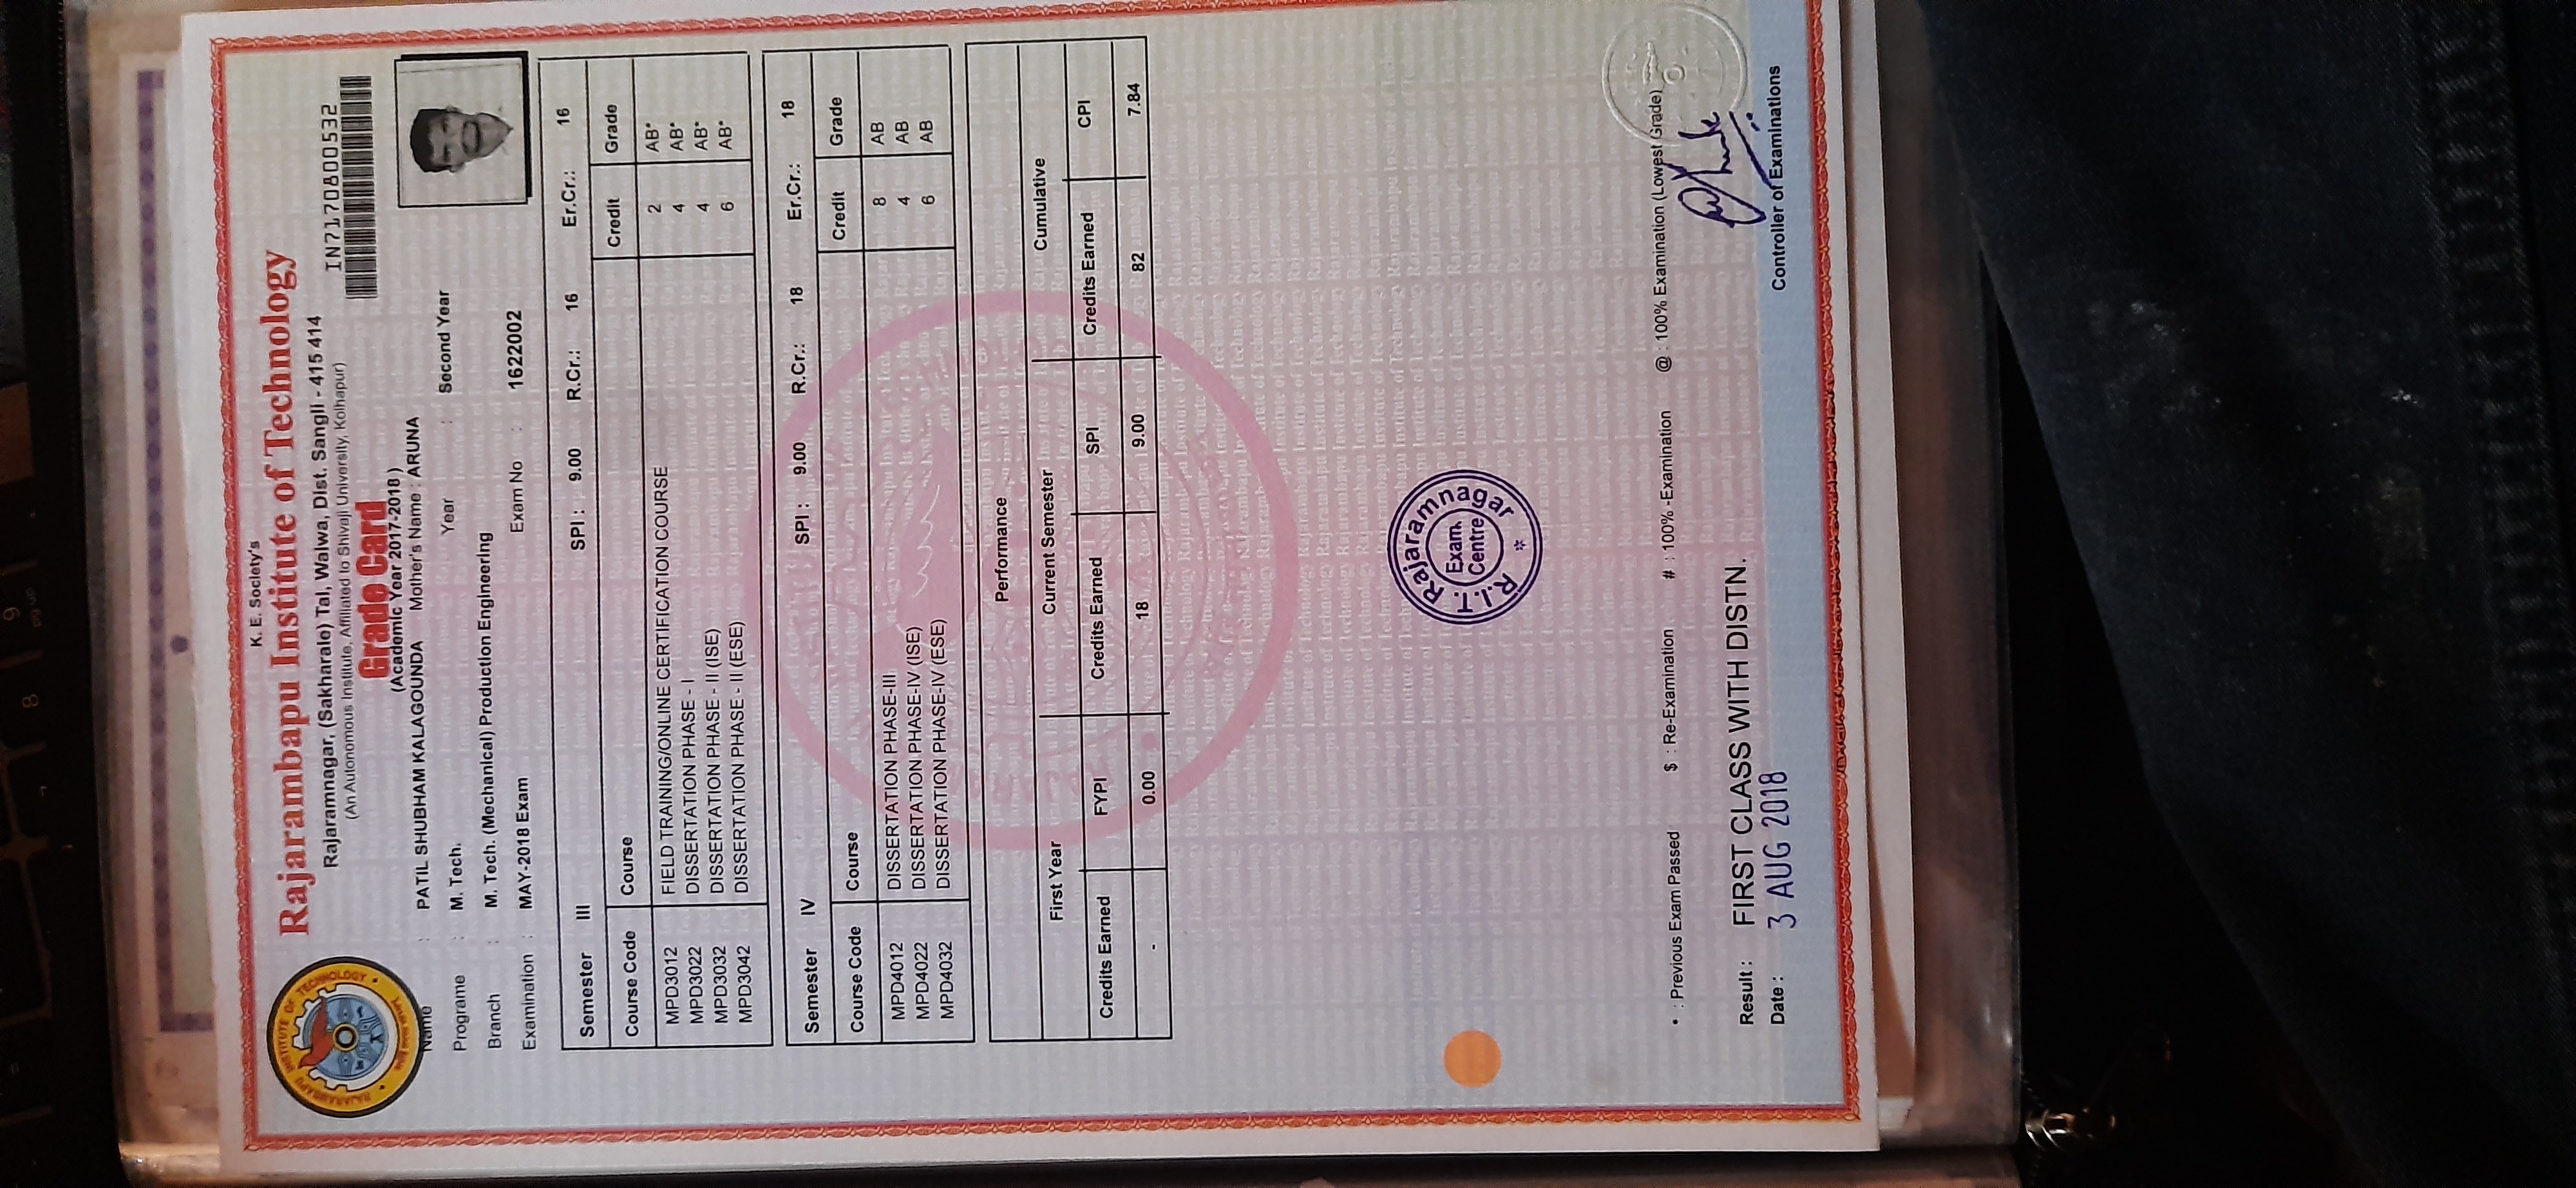 K. E. Society's
Rajarambapu Institute of Technology
Rajaramnagar, (Sakharale) Tal, Walwa, Dist. Sangli - 415 414
(An Autonomous Institute, Affiliated to Shivaji University, Kolhapur)
IN717080 00532
Grade Card
(Academic Year 2017-2018)
Name : PATIL SHUBHAM KALAGOUNDA Mother's Name : ARUNA
Programe : M. Tech. Year : Second Year
Branch : M. Tech. (Mechanical) Production Engineering
Examination : MAY-2018 Exam Exam No : 1622002
Semester III SPI : 9.00 R.Cr.: 16 Er.Cr.: 16
Course Code Course Credit Grade
MPD3012 FIELD TRAINING/ONLINE CERTIFICATION COURSE 2 AB*
MPD3022 DISSERTATION PHASE - I 4 AB*
MPD3032 DISSERTATION PHASE - II (ISE) 4 AB*
MPD3042 DISSERTATION PHASE - II (ESE) 6 AB*
Semester IV SPI : 9.00 R.Cr.: 18 Er.Cr.: 18
Course Code Course Credit Grade
MPD4012 DISSERTATION PHASE-III 8 AB
MPD4022 DISSERTATION PHASE-IV (ISE) 4 AB
MPD4032 DISSERTATION PHASE-IV (ESE) 6 AB
Performance
First Year Current Semester Cumulative
Credits Earned FYPI Credits Earned SPI Credits Earned CPI
- 0.00 18 9.00 82 7.84
R.I.T. Rajaramnagar
Exam.
Centre
* : Previous Exam Passed $ : Re-Examination # : 100% -Examination @ : 100% Examination (Lowest Grade)
Result : FIRST CLASS WITH DISTN.
Date : 3 AUG 2018
Controller of Examinations